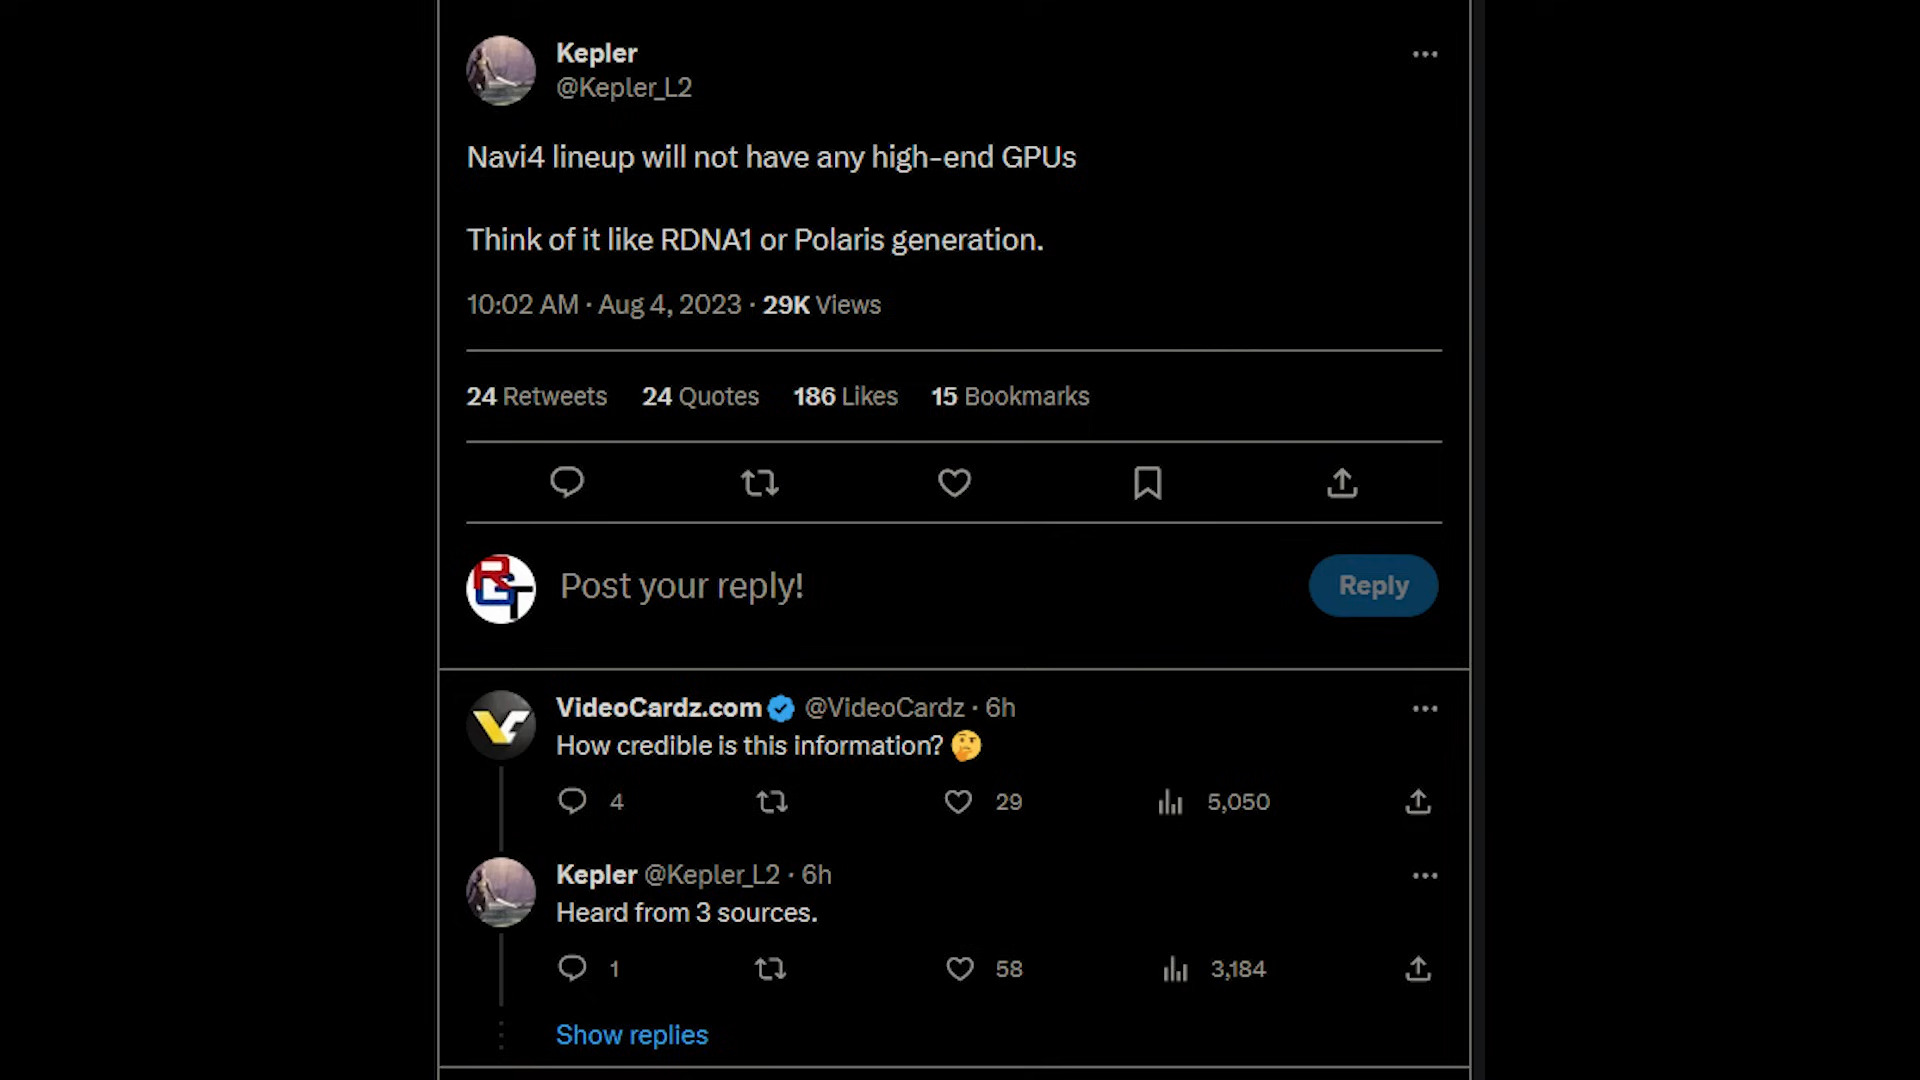 Kepler
@Kepler_L2
Navi4 lineup will not have any high-end GPUs
Think of it like RDNA1 or Polaris generation.
10:02 AM · Aug 4, 2023 · 29K Views
24 Retweets 24 Quotes 186 Likes 15 Bookmarks
RGT
Post your reply!
Reply
VideoCardz.com @VideoCardz · 6h
How credible is this information? 🤔
4 29 5,050
Kepler @Kepler_L2 · 6h
Heard from 3 sources.
1 58 3,184
Show replies